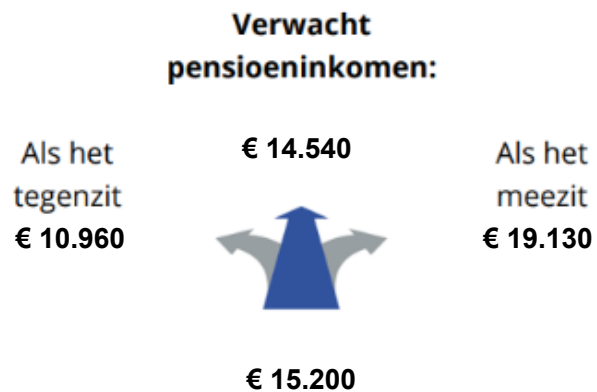 Verwacht
pensioeninkomen:
€ 14.540
Als het
tegenzit
€ 10.960
Als het
meezit
€ 19.130
€ 15.200